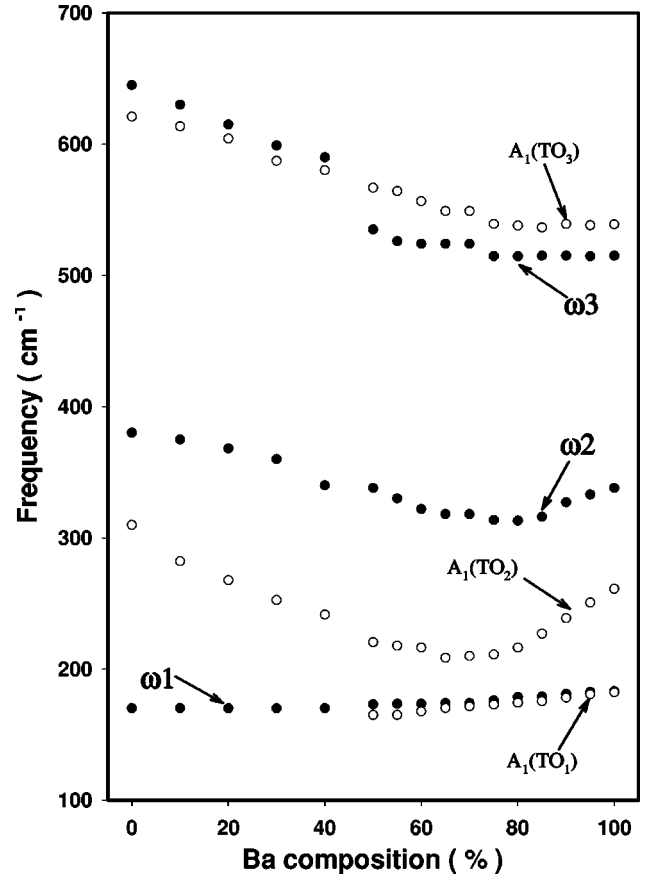 700
600
500
400
300
200
100
Frequency ( cm ⁻¹ )
A₁(TO₃)
ω3
ω2
A₁(TO₂)
ω1
A₁(TO₁)
0 20 40 60 80 100
Ba composition ( % )